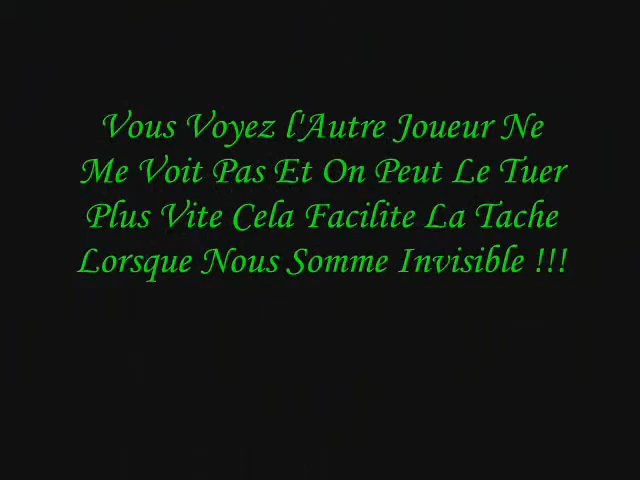 Vous Voyez l'Autre Joueur Ne
Me Voit Pas Et On Peut Le Tuer
Plus Vite Cela Facilite La Tache
Lorsque Nous Somme Invisible !!!